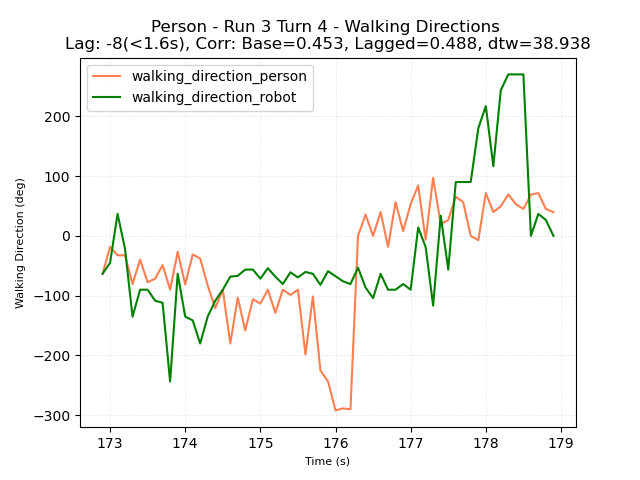 Person - Run 3 Turn 4 - Walking Directions
Lag: -8(<1.6s), Corr: Base=0.453, Lagged=0.488, dtw=38.938
walking_direction_person
walking_direction_robot
200
100
0
−100
−200
−300
Walking Direction (deg)
173 174 175 176 177 178 179
Time (s)